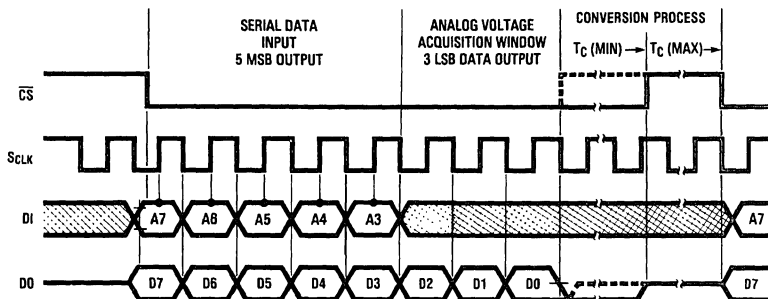 SERIAL DATA
INPUT
5 MSB OUTPUT
ANALOG VOLTAGE
ACQUISITION WINDOW
3 LSB DATA OUTPUT
CONVERSION PROCESS
TC (MIN)
TC (MAX)
CS
SCLK
DI
A7
A6
A5
A4
A3
A7
DO
D7
D6
D5
D4
D3
D2
D1
D0
D7